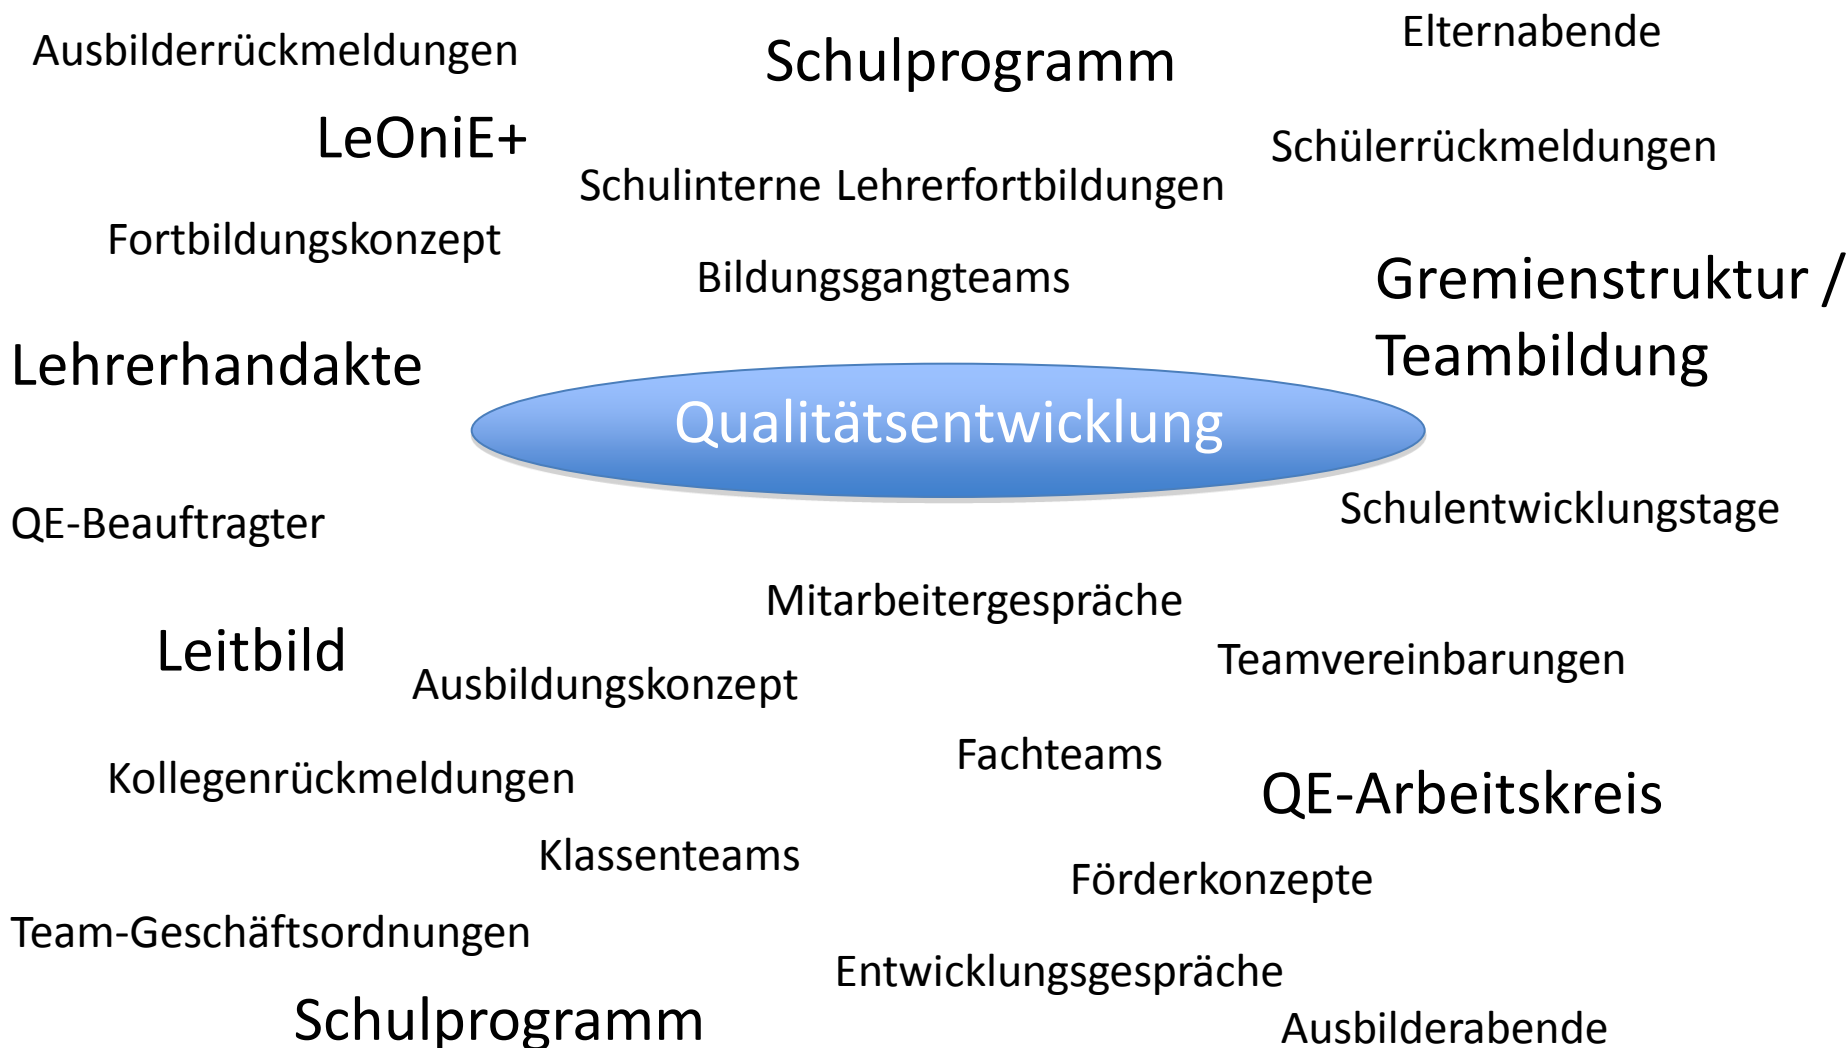 Elternabende
Ausbilderrückmeldungen
Schulprogramm
LeOniE+
Schülerrückmeldungen
Schulinterne Lehrerfortbildungen
Fortbildungskonzept
Bildungsgangteams
Gremienstruktur /
Teambildung
Lehrerhandakte
Qualitätsentwicklung
QE-Beauftragter
Schulentwicklungstage
Mitarbeitergespräche
Leitbild
Teamvereinbarungen
Ausbildungskonzept
Fachteams
Kollegenrückmeldungen
QE-Arbeitskreis
Klassenteams
Förderkonzepte
Team-Geschäftsordnungen
Entwicklungsgespräche
Schulprogramm
Ausbilderabende